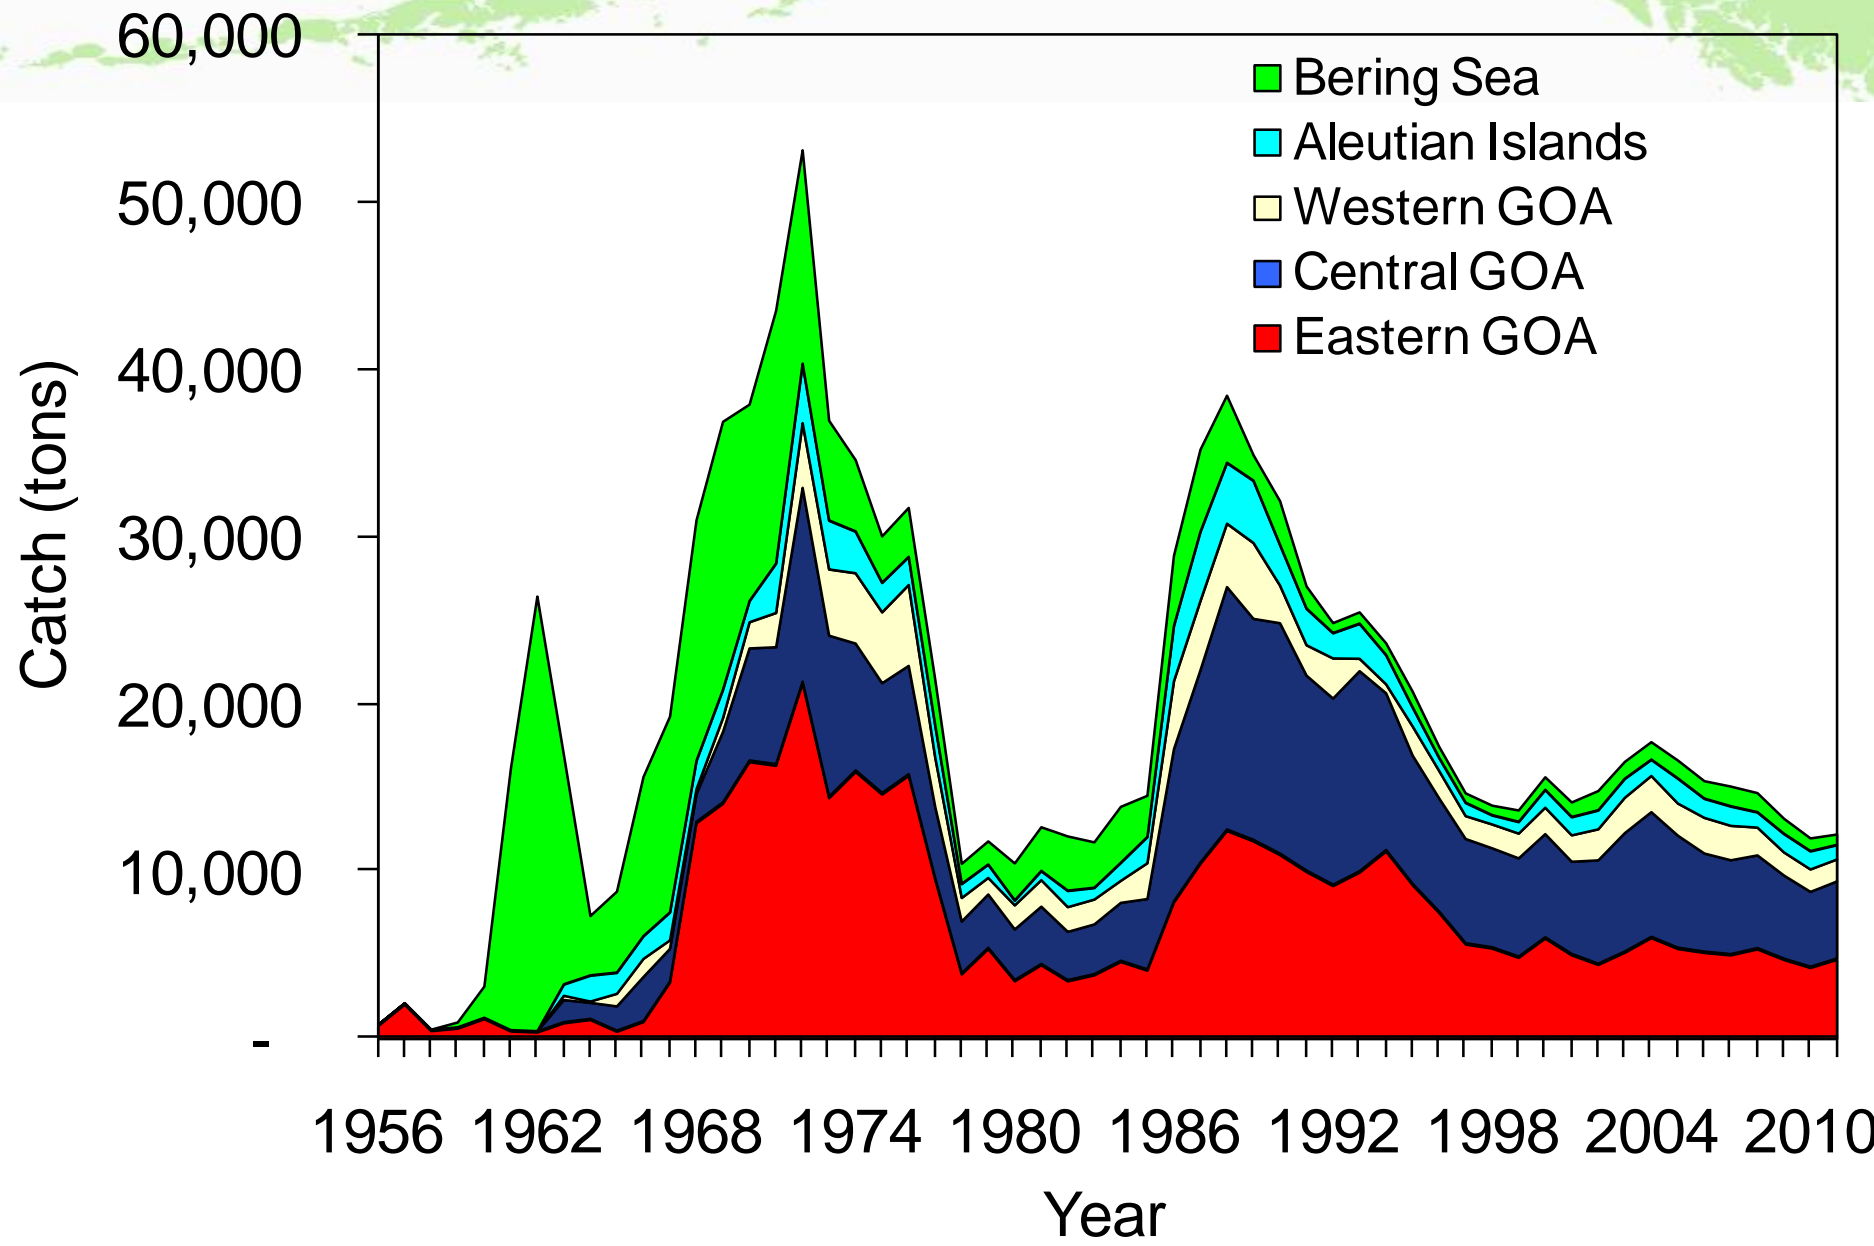 60,000
50,000
40,000
30,000
20,000
10,000
-
Catch (tons)
Bering Sea
Aleutian Islands
Western GOA
Central GOA
Eastern GOA
1956 1962 1968 1974 1980 1986 1992 1998 2004 2010
Year